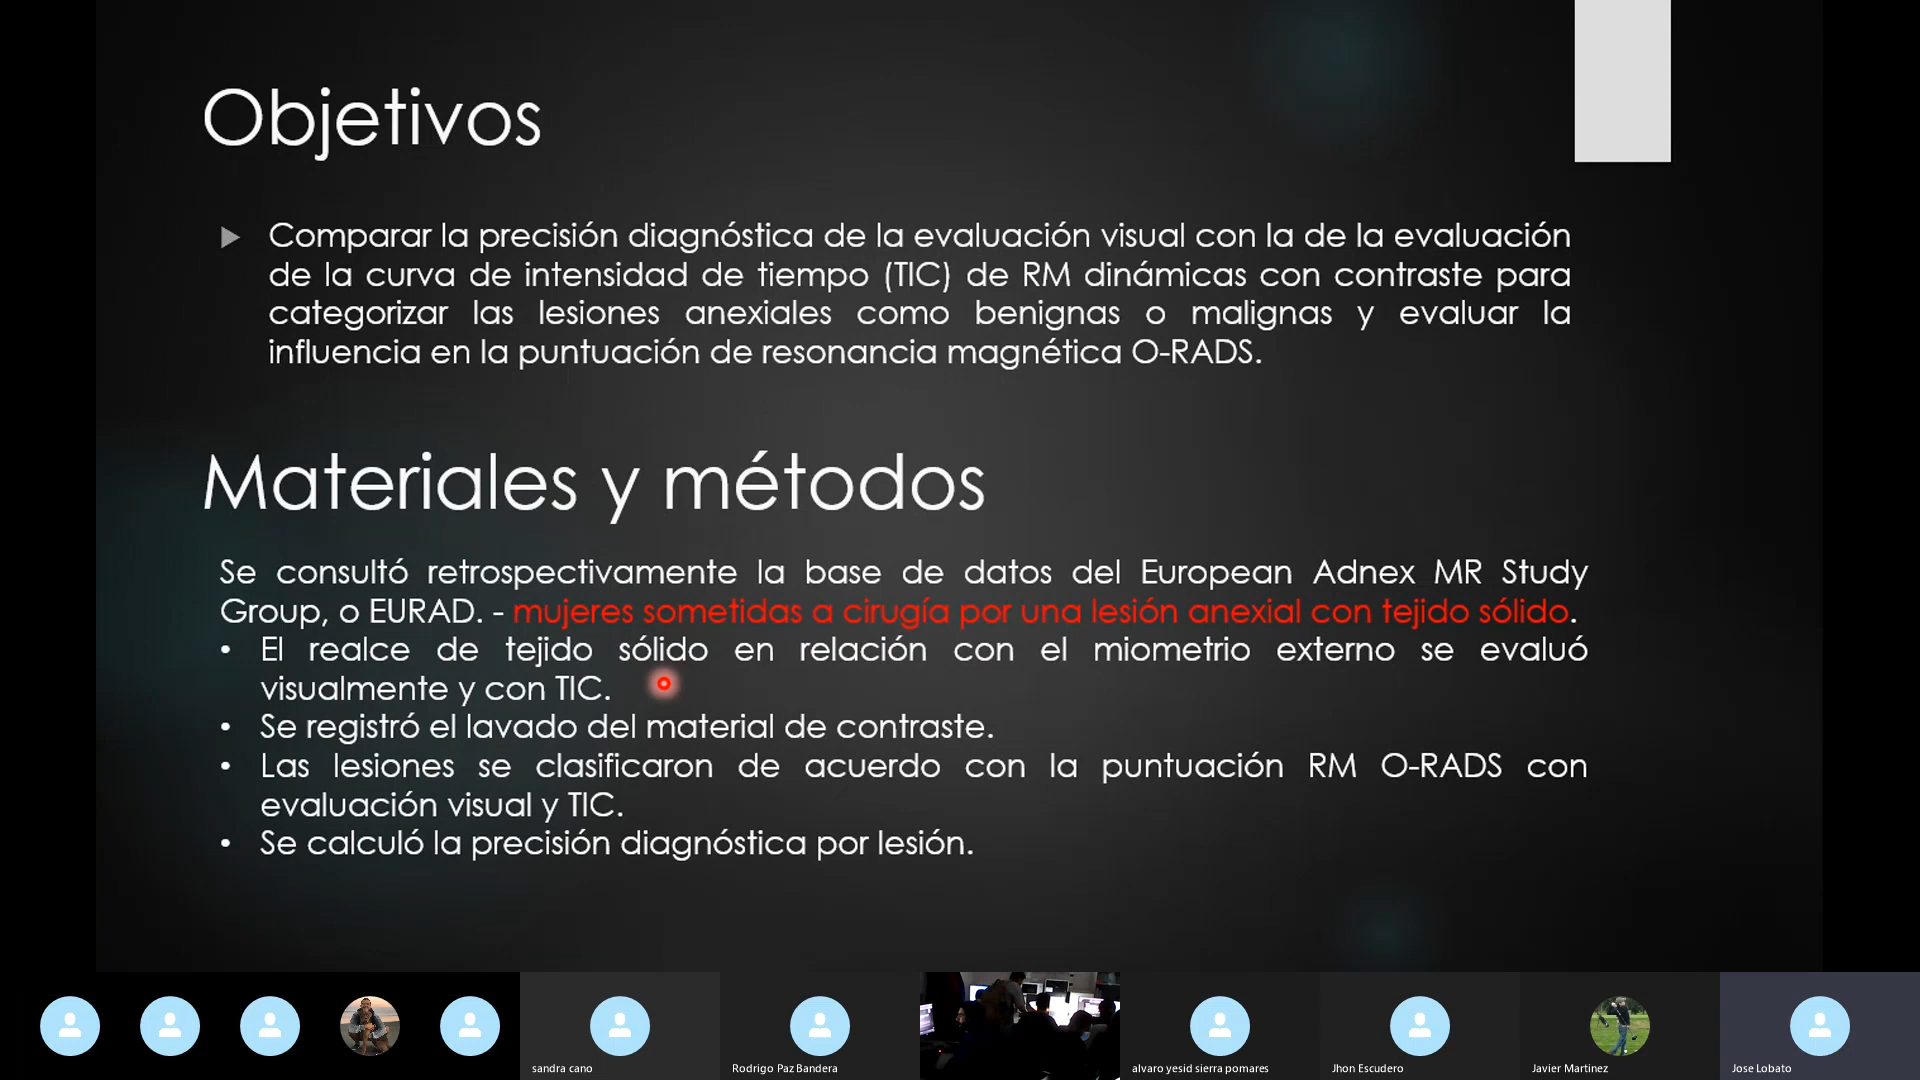 Objetivos
Comparar la precisión diagnóstica de la evaluación visual con la de la evaluación
de la curva de intensidad de tiempo (TIC) de RM dinámicas con contraste para
categorizar las lesiones anexiales como benignas o malignas y evaluar la
influencia en la puntuación de resonancia magnética O-RADS.
Materiales y métodos
Se consultó retrospectivamente la base de datos del European Adnex MR Study
Group, o EURAD. - mujeres sometidas a cirugía por una lesión anexial con tejido sólido.
• El realce de tejido sólido en relación con el miometrio externo se evaluó
visualmente y con TIC.
• Se registró el lavado del material de contraste.
• Las lesiones se clasificaron de acuerdo con la puntuación RM O-RADS con
evaluación visual y TIC.
• Se calculó la precisión diagnóstica por lesión.
sandra cano
Rodrigo Paz Bandera
alvaro yesid sierra pomares
Jhon Escudero
Javier Martinez
Jose Lobato